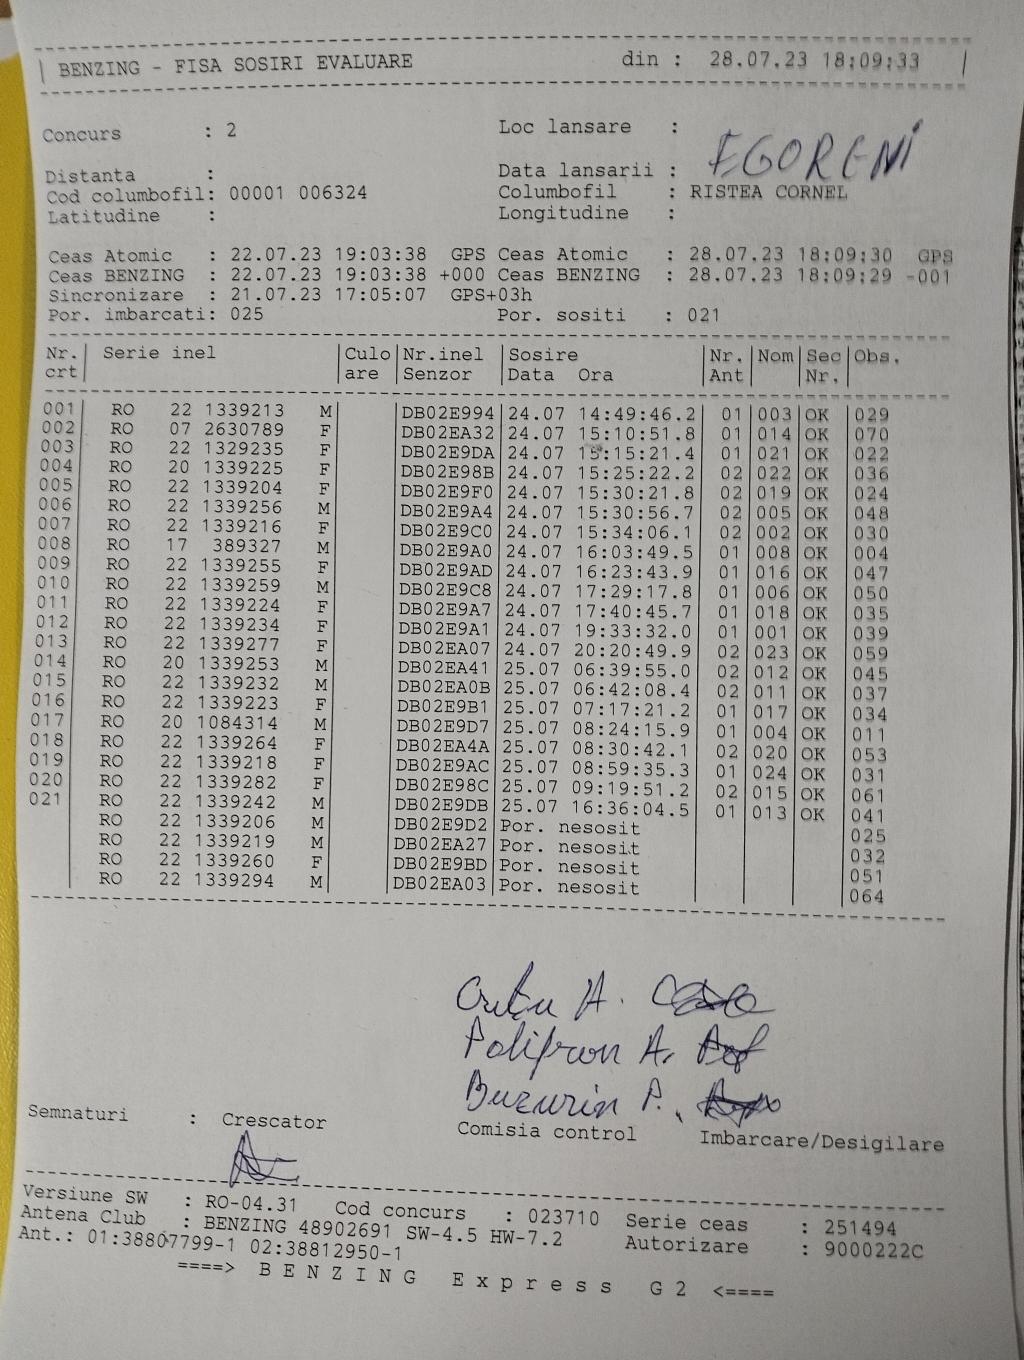 BENZING - FISA SOSIRI EVALUARE din : 28.07.23 18:09:33
Concurs : 2 Loc lansare : EGORENI
Distanta : Data lansarii :
Cod columbofil: 00001 006324 Columbofil : RISTEA CORNEL
Latitudine : Longitudine :
Ceas Atomic : 22.07.23 19:03:38 GPS Ceas Atomic : 28.07.23 18:09:30 GPS
Ceas BENZING : 22.07.23 19:03:38 +000 Ceas BENZING : 28.07.23 18:09:29 -001
Sincronizare : 21.07.23 17:05:07 GPS+03h
Por. imbarcati: 025 Por. sositi : 021
Nr. | Serie inel | Culo | Nr.inel | Sosire | Nr. | Nom | Sec | Obs.
crt | | are | Senzor | Data Ora | Ant | | Nr. |
001 | RO 22 1339213 M | | DB02E994 | 24.07 14:49:46.2 | 01 | 003 | OK | 029
002 | RO 07 2630789 F | | DB02EA32 | 24.07 15:10:51.8 | 01 | 014 | OK | 070
003 | RO 22 1329235 F | | DB02E9DA | 24.07 15:15:21.4 | 01 | 021 | OK | 022
004 | RO 20 1339225 F | | DB02E98B | 24.07 15:25:22.2 | 02 | 022 | OK | 036
005 | RO 22 1339204 F | | DB02E9F0 | 24.07 15:30:21.8 | 02 | 019 | OK | 024
006 | RO 22 1339256 M | | DB02E9A4 | 24.07 15:30:56.7 | 02 | 005 | OK | 048
007 | RO 22 1339216 F | | DB02E9C0 | 24.07 15:34:06.1 | 02 | 002 | OK | 030
008 | RO 17 389327 M | | DB02E9A0 | 24.07 16:03:49.5 | 01 | 008 | OK | 004
009 | RO 22 1339255 F | | DB02E9AD | 24.07 16:23:43.9 | 01 | 016 | OK | 047
010 | RO 22 1339259 M | | DB02E9C8 | 24.07 17:29:17.8 | 01 | 006 | OK | 050
011 | RO 22 1339224 F | | DB02E9A7 | 24.07 17:40:45.7 | 01 | 018 | OK | 035
012 | RO 22 1339234 F | | DB02E9A1 | 24.07 19:33:32.0 | 01 | 001 | OK | 039
013 | RO 22 1339277 F | | DB02EA07 | 24.07 20:20:49.9 | 02 | 023 | OK | 059
014 | RO 20 1339253 M | | DB02EA41 | 25.07 06:39:55.0 | 02 | 012 | OK | 045
015 | RO 22 1339232 M | | DB02EA0B | 25.07 06:42:08.4 | 02 | 011 | OK | 037
016 | RO 22 1339223 F | | DB02E9B1 | 25.07 07:17:21.2 | 01 | 017 | OK | 034
017 | RO 20 1084314 M | | DB02E9D7 | 25.07 08:24:15.9 | 01 | 004 | OK | 011
018 | RO 22 1339264 F | | DB02EA4A | 25.07 08:30:42.1 | 02 | 020 | OK | 053
019 | RO 22 1339218 F | | DB02E9AC | 25.07 08:59:35.3 | 01 | 024 | OK | 031
020 | RO 22 1339282 F | | DB02E98C | 25.07 09:19:51.2 | 02 | 015 | OK | 061
021 | RO 22 1339242 M | | DB02E9DB | 25.07 16:36:04.5 | 01 | 013 | OK | 041
| RO 22 1339206 M | | DB02E9D2 | Por. nesosit | | | | 025
| RO 22 1339219 M | | DB02EA27 | Por. nesosit | | | | 032
| RO 22 1339260 F | | DB02E9BD | Por. nesosit | | | | 051
| RO 22 1339294 M | | DB02EA03 | Por. nesosit | | | | 064
A.
Polifron A.
Buzurin P.
Semnaturi : Crescator Comisia control Imbarcare/Desigilare
Versiune SW : RO-04.31 Cod concurs : 023710 Serie ceas : 251494
Antena Club : BENZING 48902691 SW-4.5 HW-7.2 Autorizare : 9000222C
Ant.: 01:38807799-1 02:38812950-1
====> B E N Z I N G E x p r e s s G 2 <====